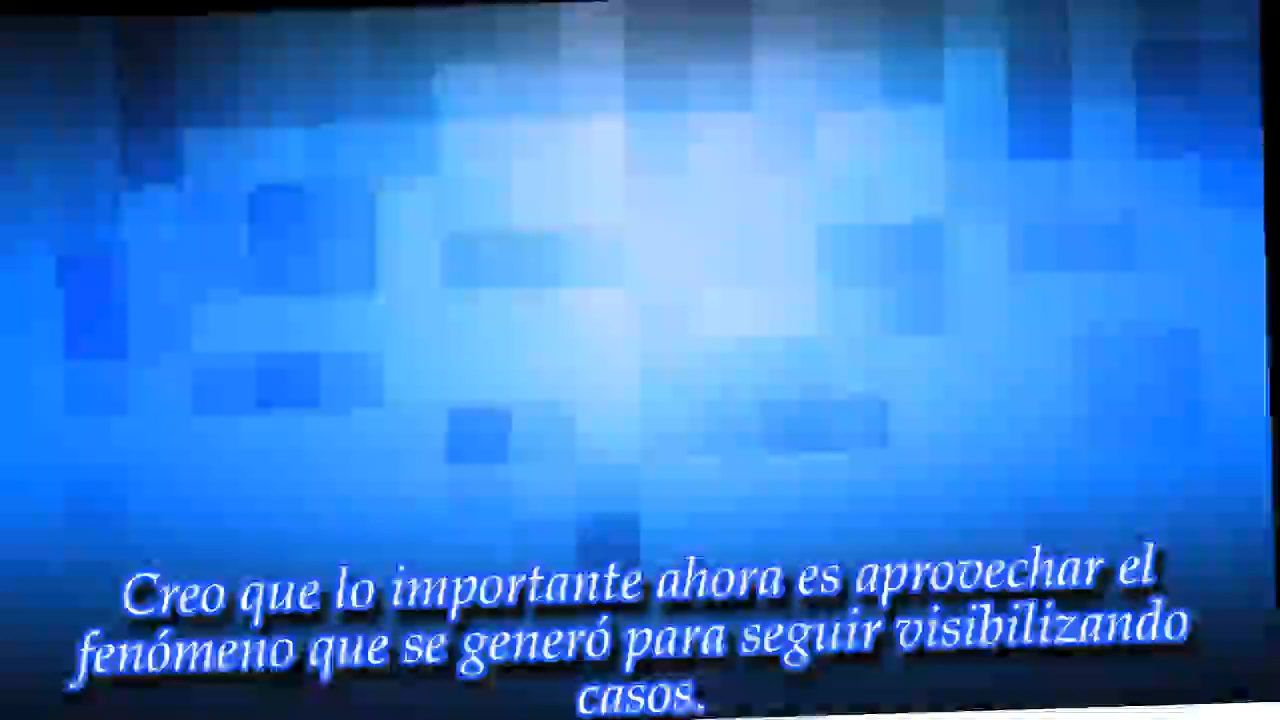 Creo que lo importante ahora es aprovechar el
fenómeno que se generó para seguir visibilizando
casos.